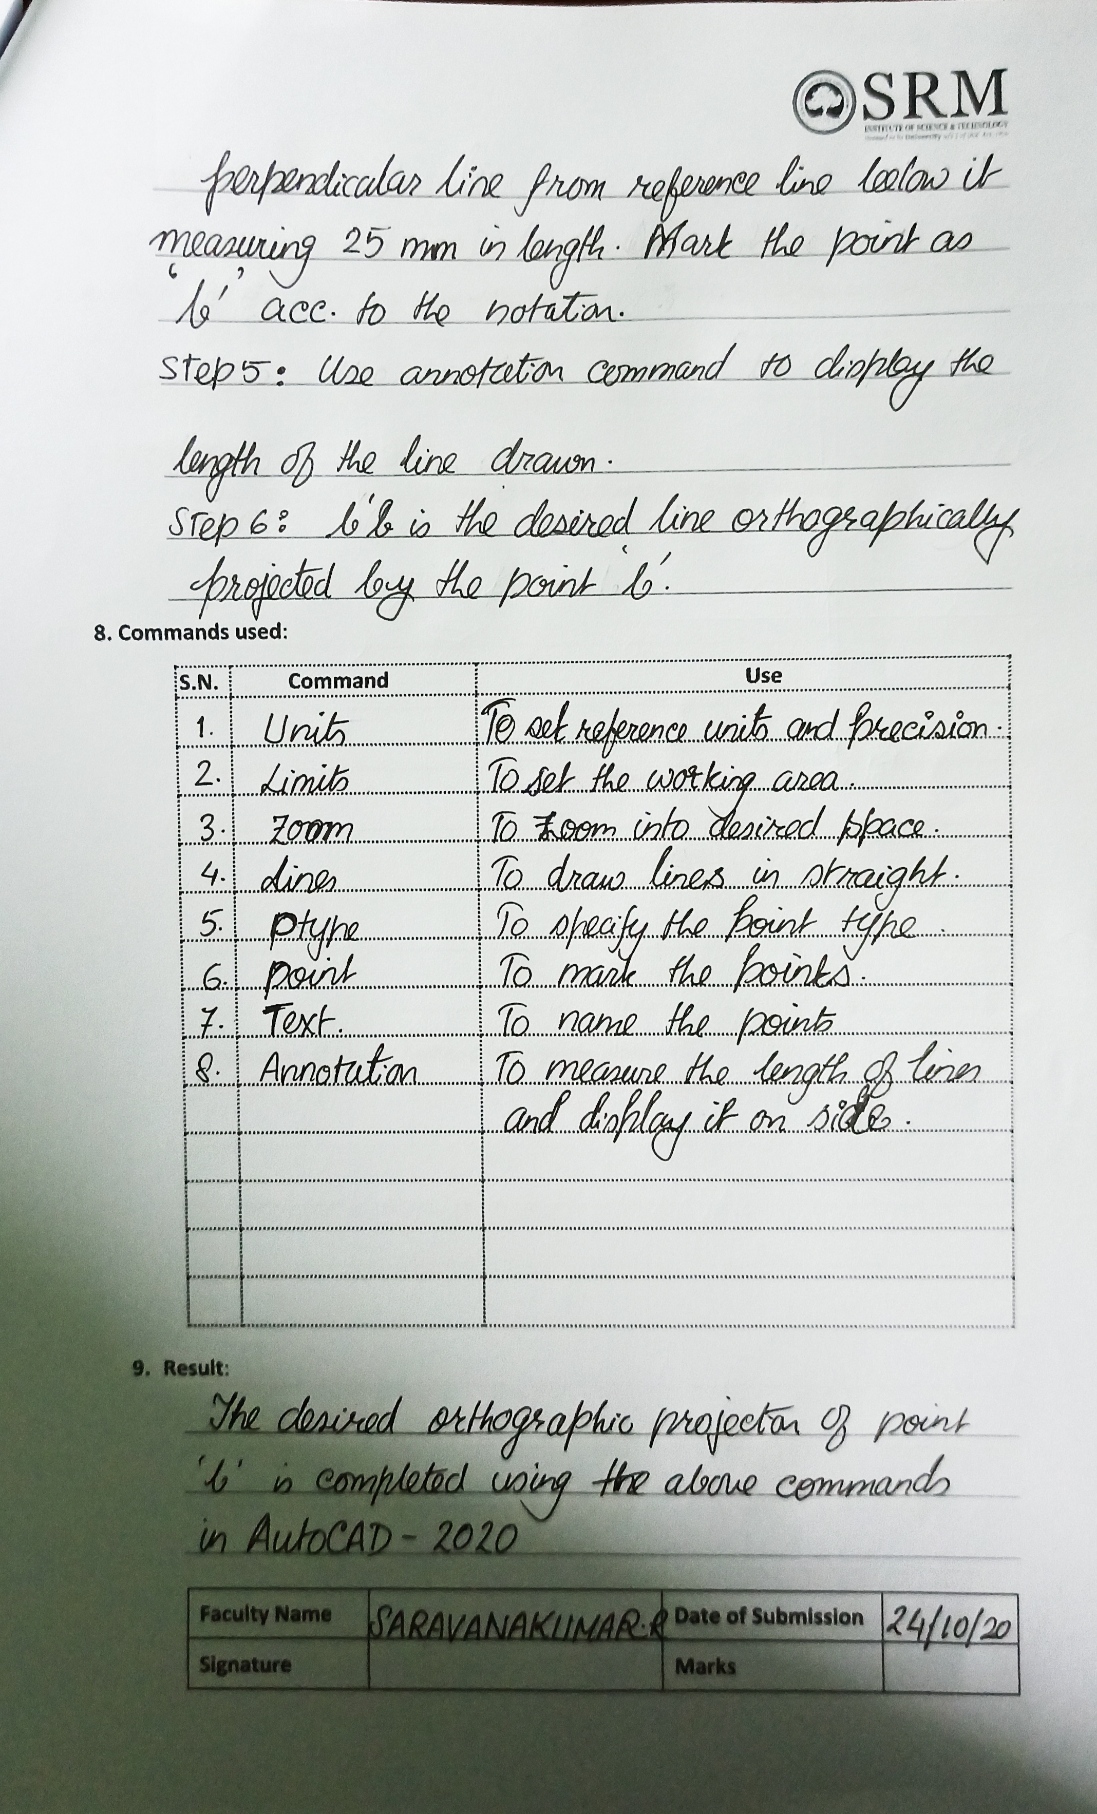 SRM
INSTITUTE OF SCIENCE & TECHNOLOGY
perpendicular line from reference line below it
measuring 25 mm in length. Mark the point as
'b'' acc. to the notation.
Step 5: Use annotation command to display the
length of the line drawn.
Step 6: b'b is the desired line orthographically
projected by the point 'b'.
8. Commands used:
S.N. Command Use
1. Units To set reference units and precision.
2. Limits To set the working area.
3. Zoom To Zoom into desired space.
4. Lines To draw lines in straight.
5. Ptype To specify the point type.
6. point To mark the points.
7. Text. To name the points
8. Annotation To measure the length of lines
and display it on side.
9. Result:
The desired orthographic projecton of point
'b' is completed using the above commands
in AutoCAD - 2020
Faculty Name SARAVANAKUMAR.R Date of Submission 24/10/20
Signature Marks